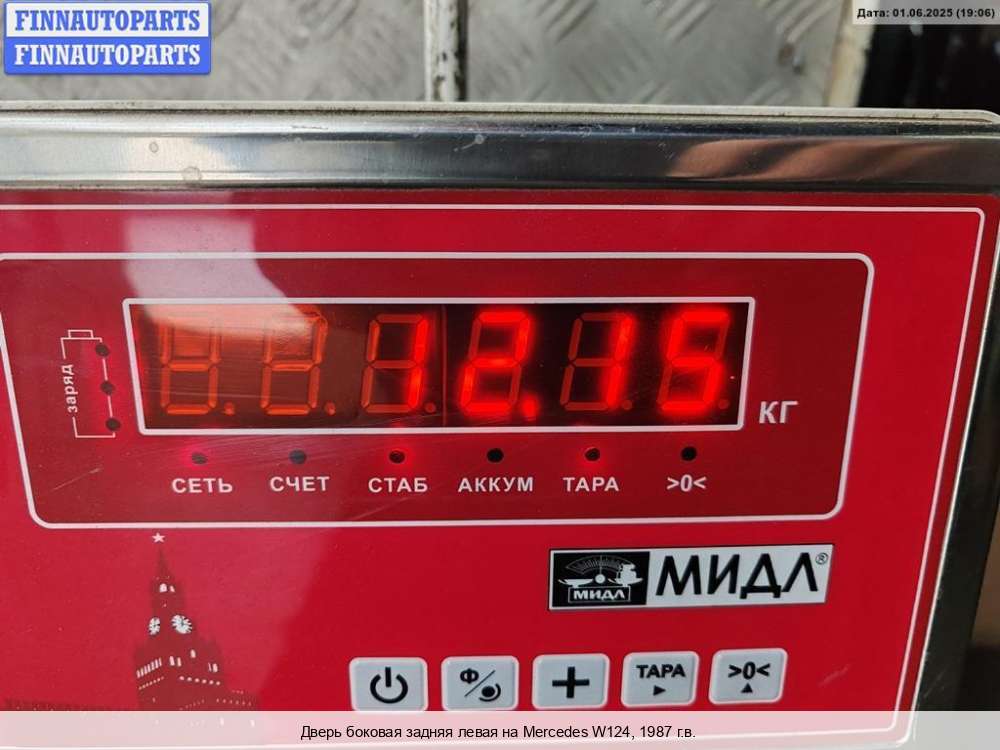 FINNAUTOPARTS
FINNAUTOPARTS
Дата: 01.06.2025 (19:06)
заряд
12.15
КГ
СЕТЬ СЧЕТ СТАБ АККУМ ТАРА >0<
МИДЛ МИДЛ®
Ф ТАРА >0<
Дверь боковая задняя левая на Mercedes W124, 1987 г.в.